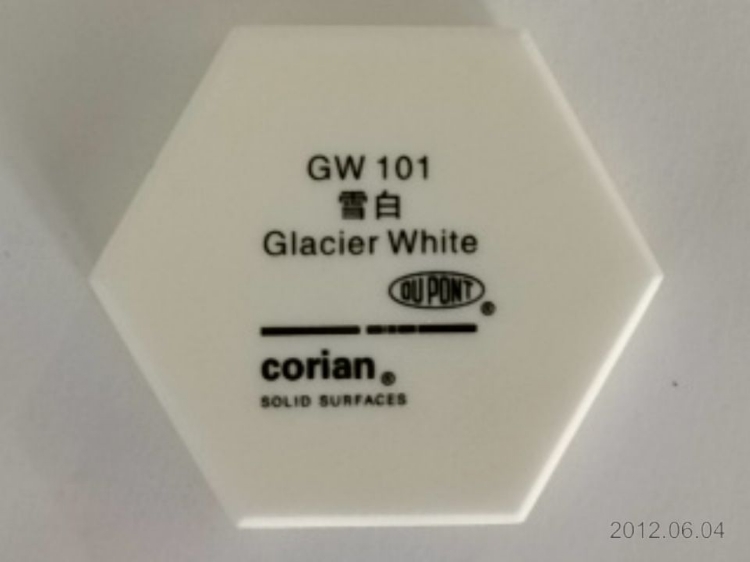 GW 101
雪白
Glacier White
DU PONT®
corian®
SOLID SURFACES
2012.06.04